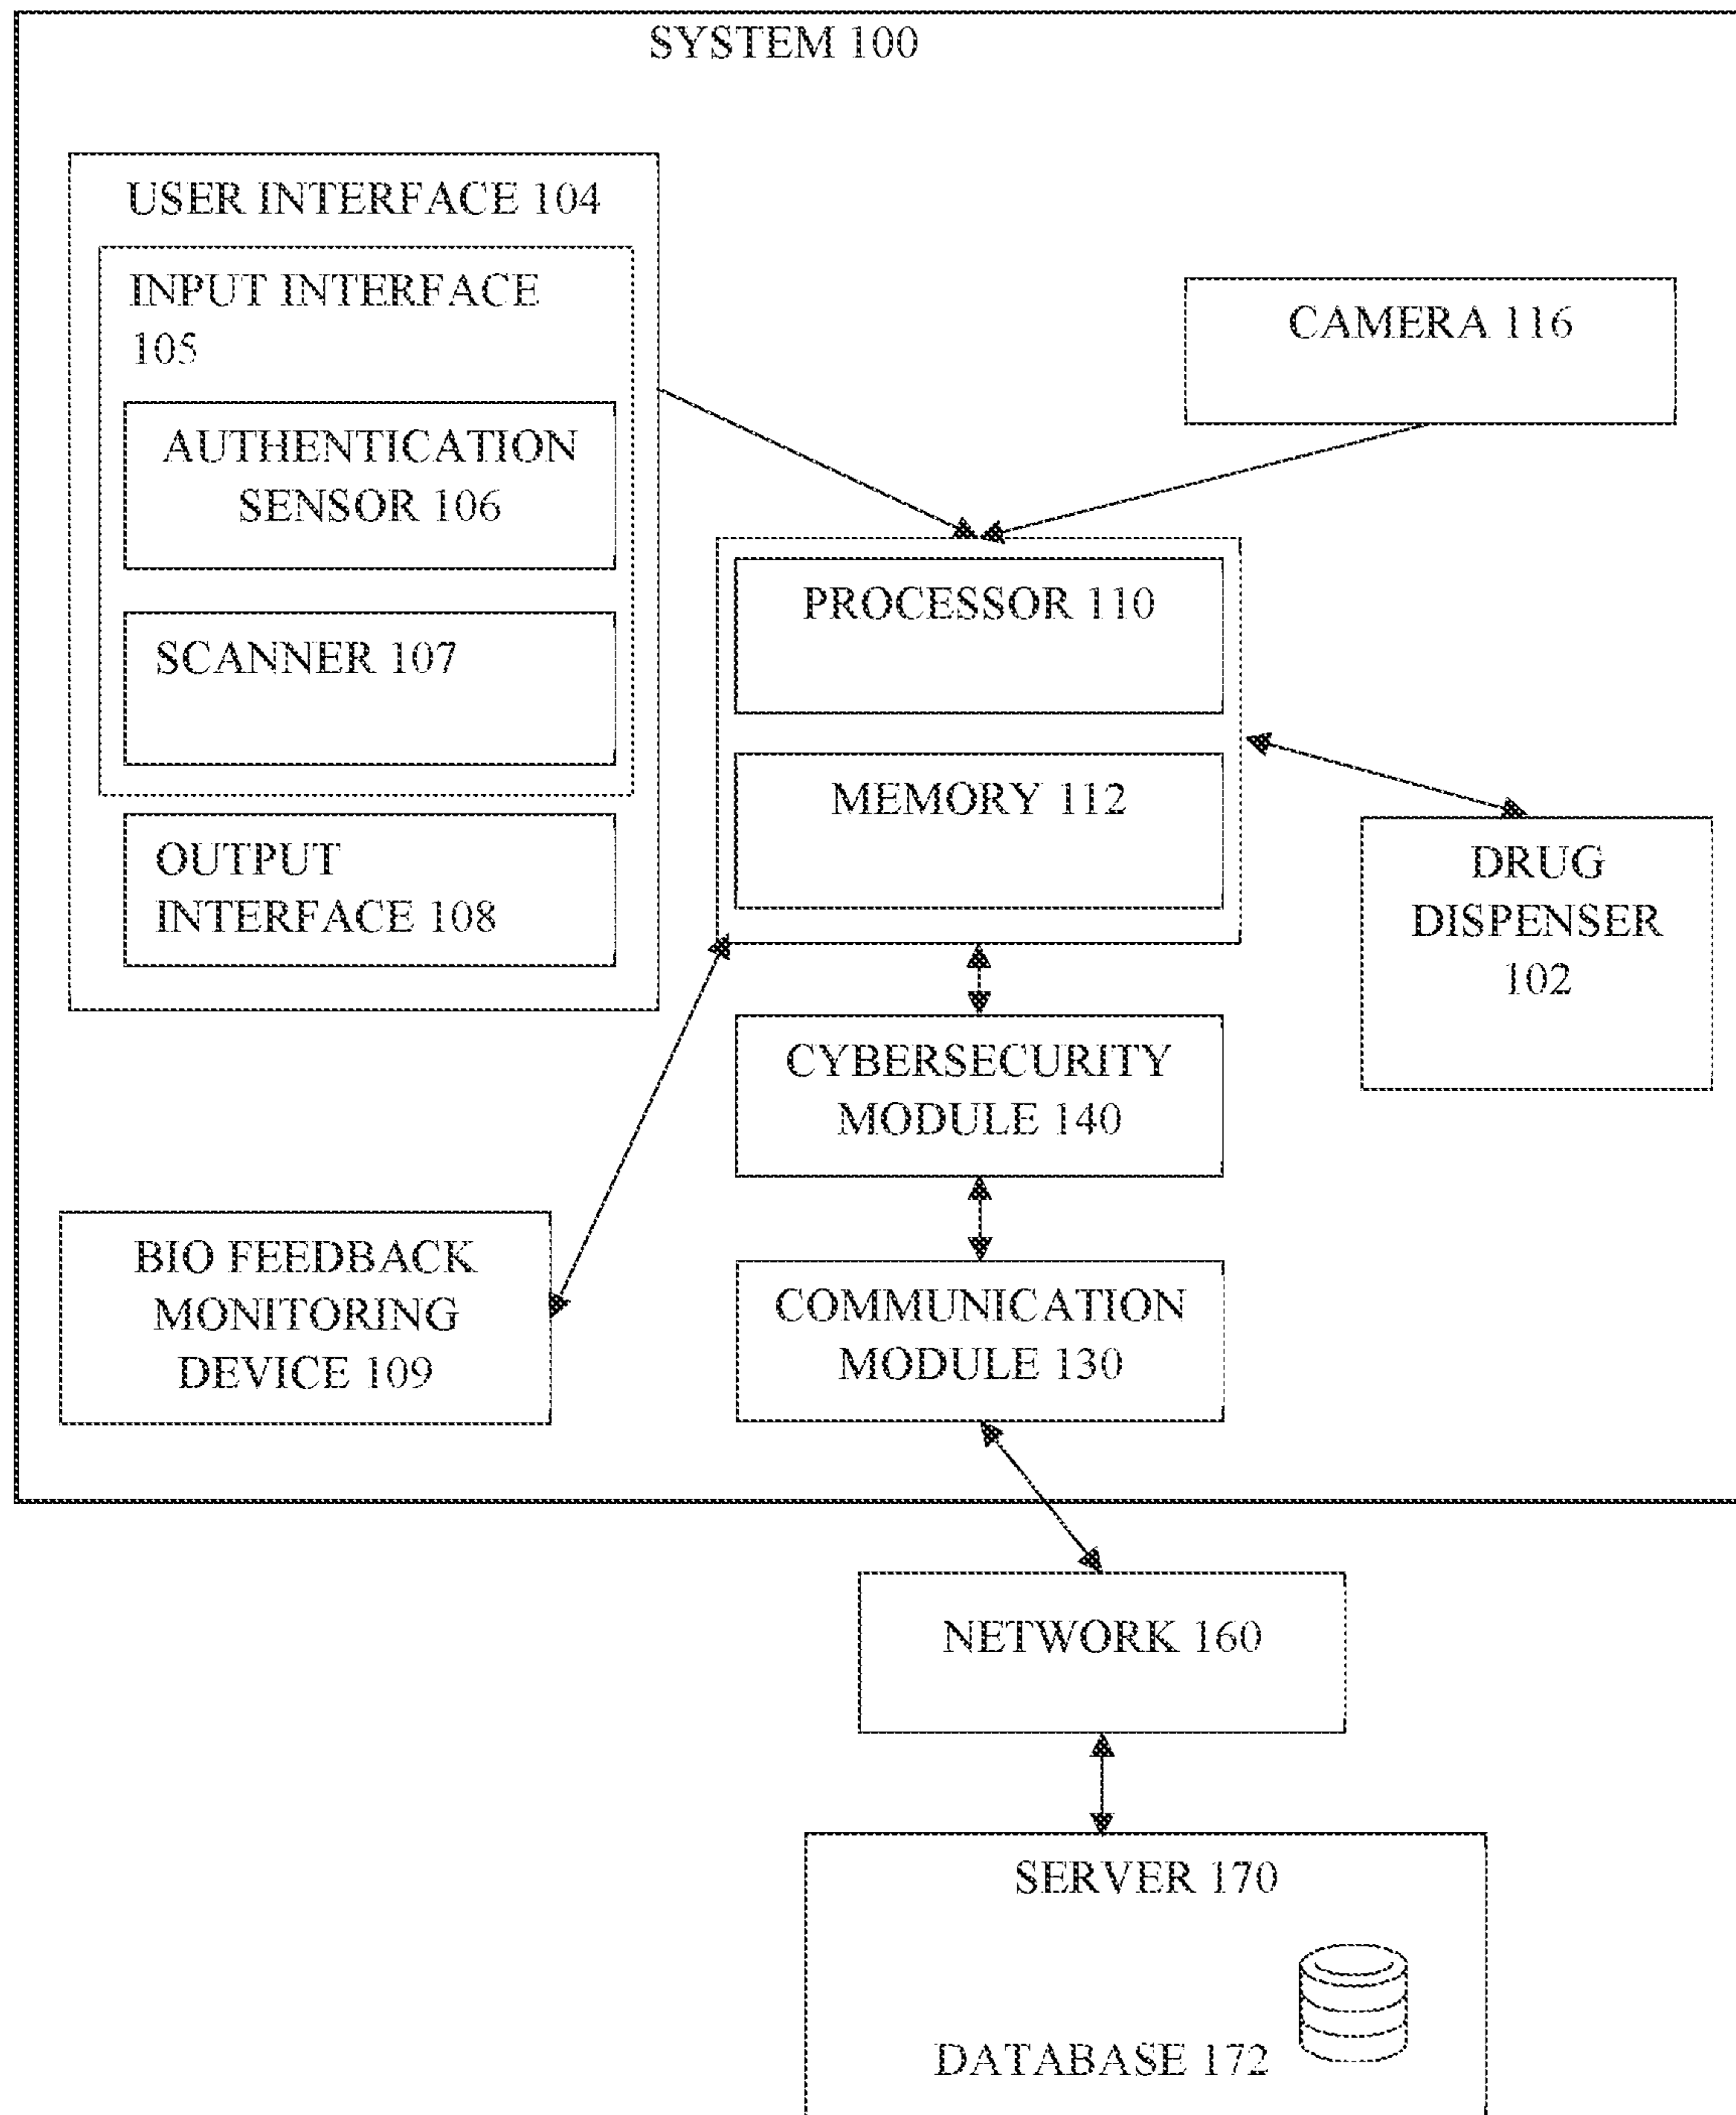 SYSTEM 100
USER INTERFACE 104
INPUT INTERFACE
105
AUTHENTICATION
SENSOR 106
SCANNER 107
OUTPUT
INTERFACE 108
CAMERA 116
PROCESSOR 110
MEMORY 112
DRUG
DISPENSER
102
CYBERSECURITY
MODULE 140
BIO FEEDBACK
MONITORING
DEVICE 109
COMMUNICATION
MODULE 130
NETWORK 160
SERVER 170
DATABASE 172